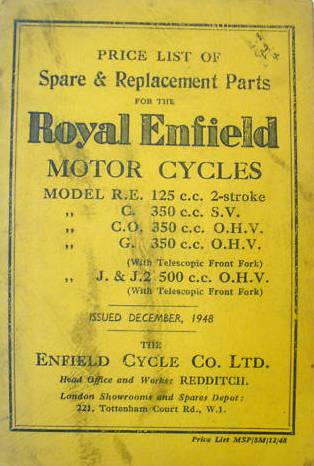 PRICE LIST OF
Spare & Replacement Parts
FOR THE
Royal Enfield
MOTOR CYCLES
MODEL R.E. 125 c.c. 2-stroke
„ C. 350 c.c. S.V.
„ C.O. 350 c.c. O.H.V.
„ G. 350 c.c. O.H.V.
(With Telescopic Front Fork)
„ J. & J.2 500 c.c. O.H.V.
(With Telescopic Front Fork)
ISSUED DECEMBER, 1948
THE
ENFIELD CYCLE CO. LTD.
Head Office and Works: REDDITCH.
London Showrooms and Spares Depot:
221, Tottenham Court Rd., W.1.
Price List MSP/8M/12/48